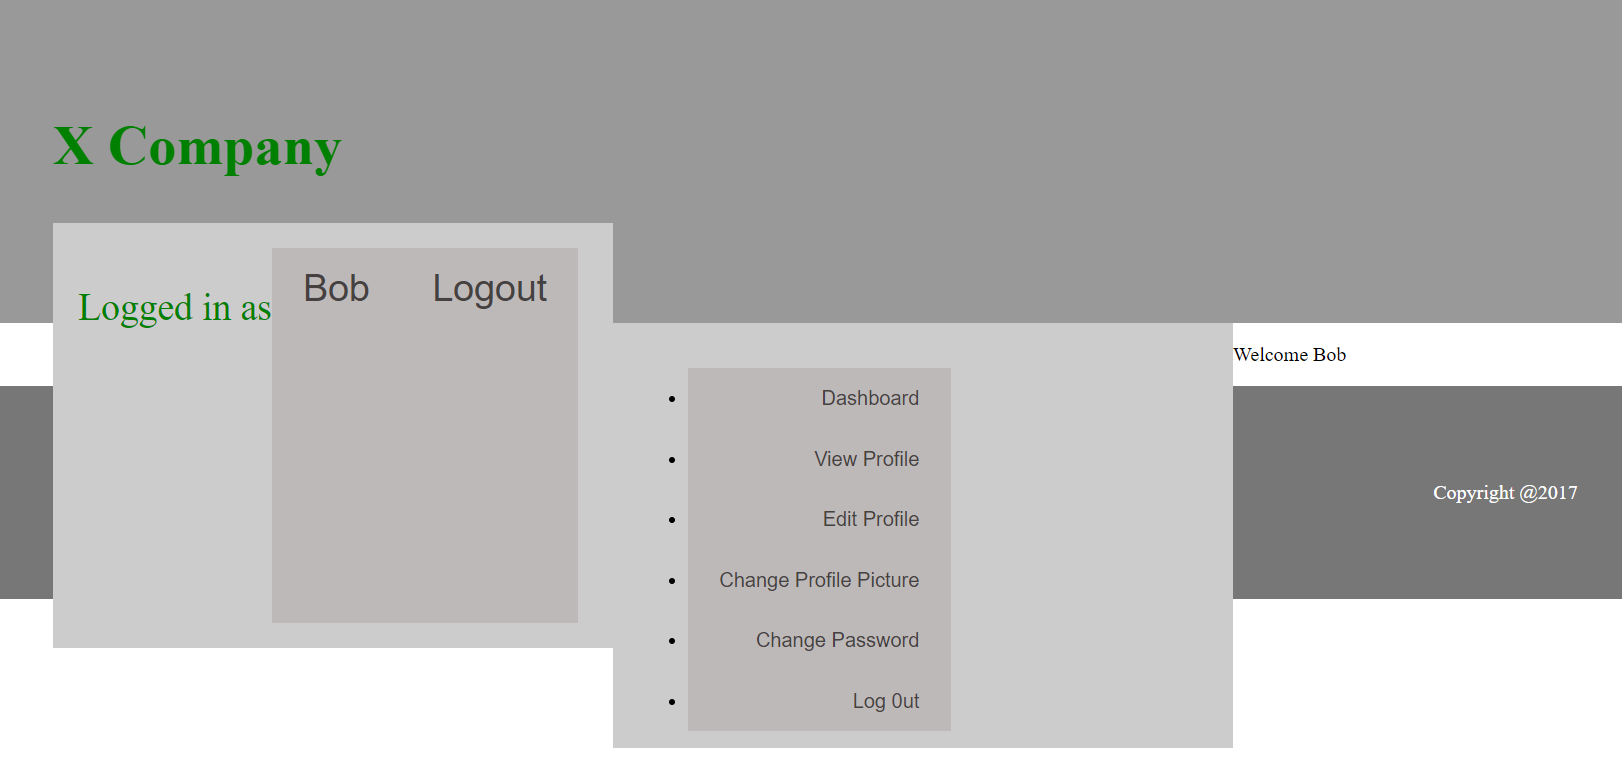 X Company
Logged in as Bob Logout
Welcome Bob
Dashboard
View Profile
Edit Profile
Change Profile Picture
Change Password
Log 0ut
Copyright @2017